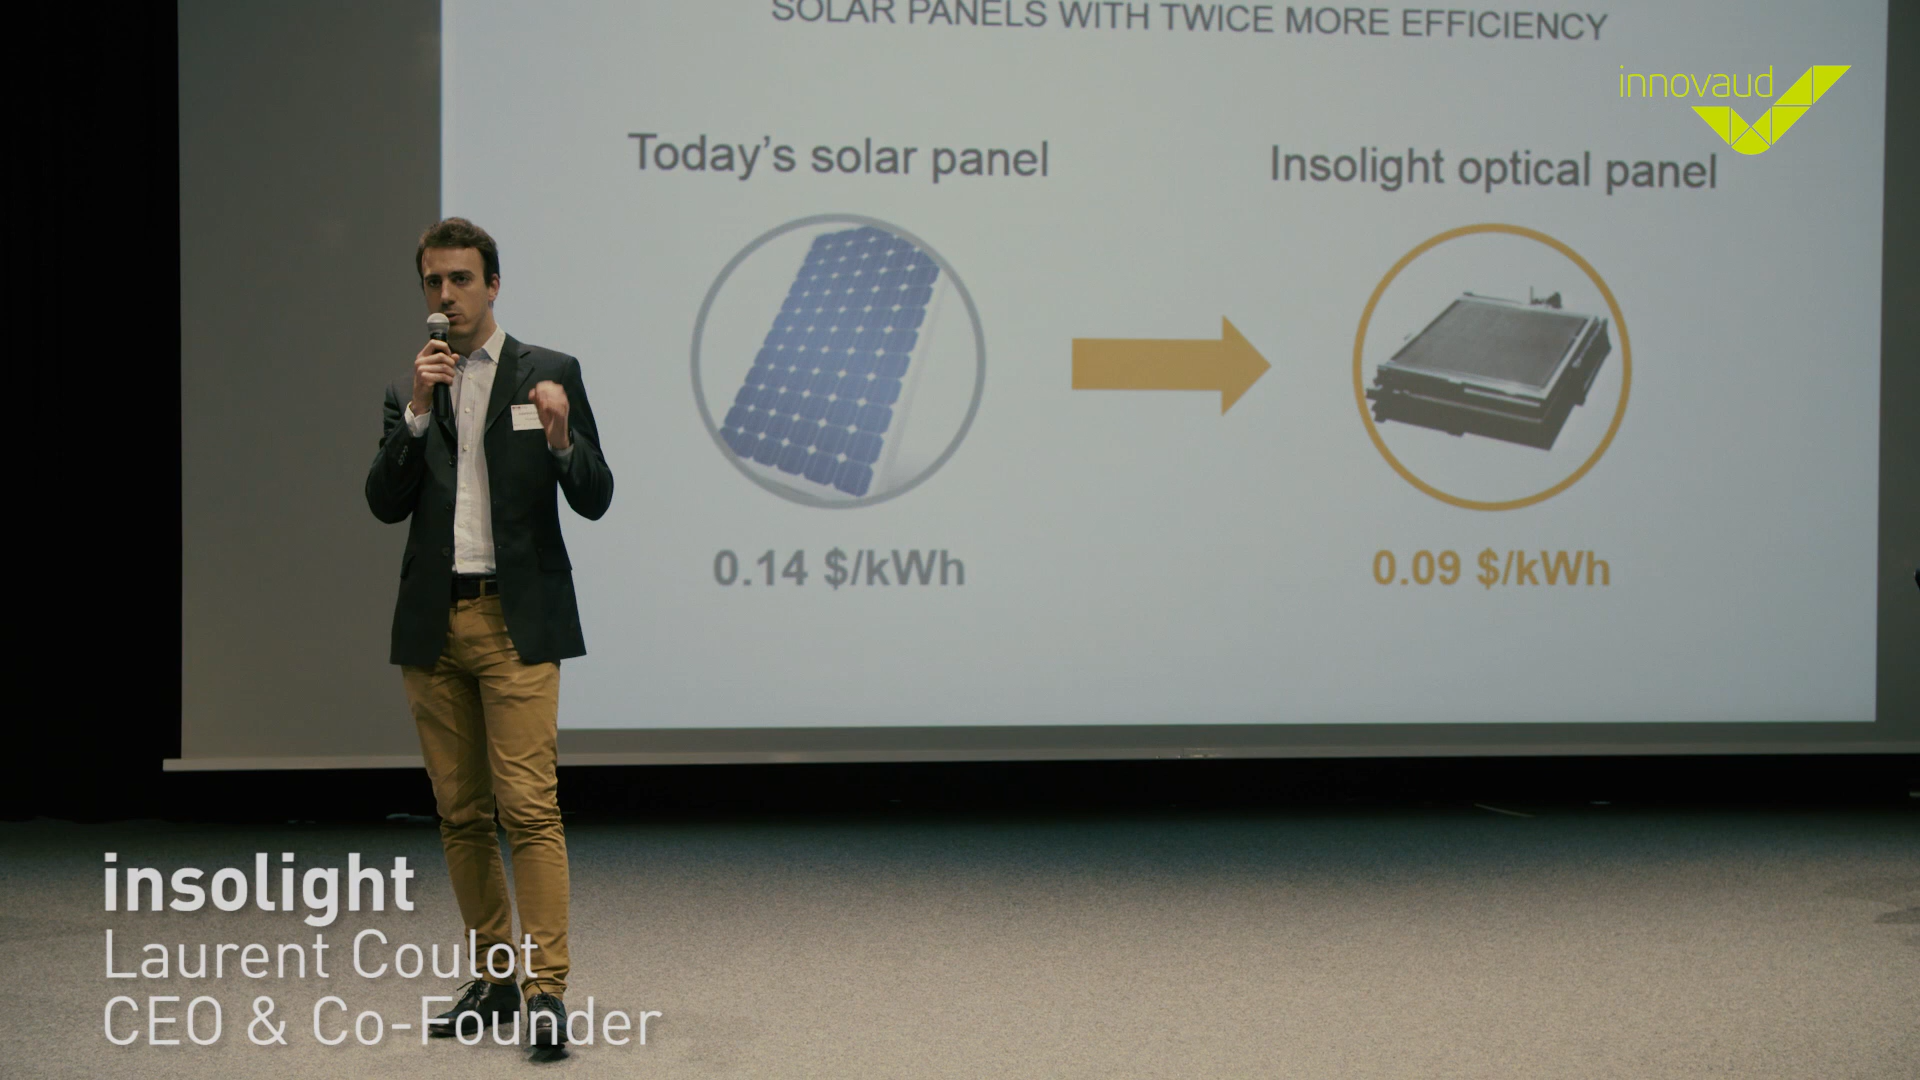 SOLAR PANELS WITH TWICE MORE EFFICIENCY
innovaud
Today's solar panel
Insolight optical panel
0.14 $/kWh
0.09 $/kWh
insolight
Laurent Coulot
CEO & Co-Founder